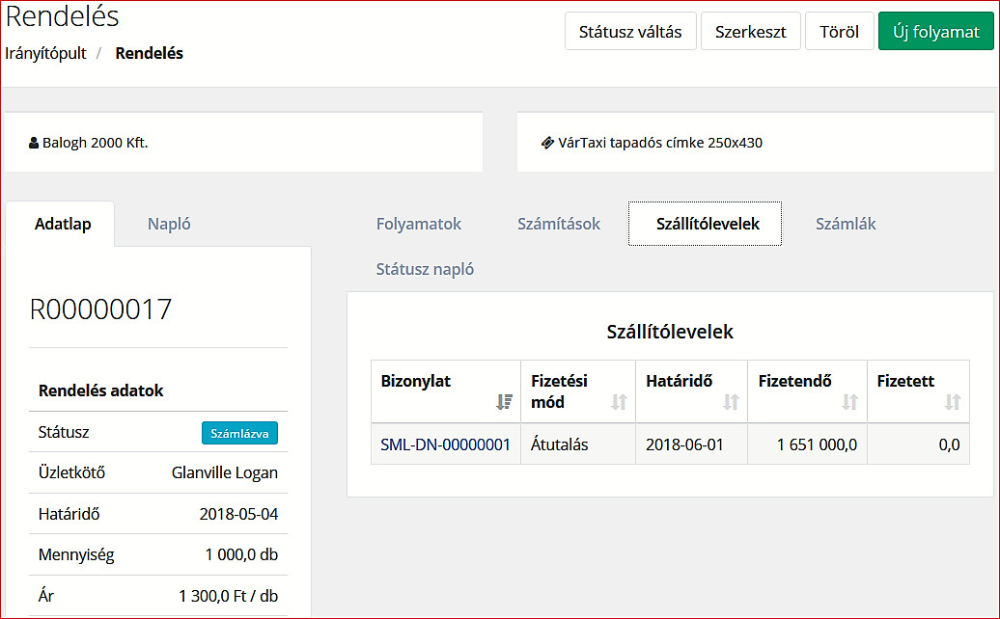 Rendelés
Irányítópult / Rendelés
Státusz váltás Szerkeszt Töröl Új folyamat
Balogh 2000 Kft.
VárTaxi tapadós címke 250x430
Adatlap Napló
R00000017
Rendelés adatok
Státusz Számlázva
Üzletkötő Glanville Logan
Határidő 2018-05-04
Mennyiség 1 000,0 db
Ár 1 300,0 Ft / db
Folyamatok Számítások Szállítólevelek Számlák
Státusz napló
Szállítólevelek
Bizonylat Fizetési mód Határidő Fizetendő Fizetett
SML-DN-00000001 Átutalás 2018-06-01 1 651 000,0 0,0